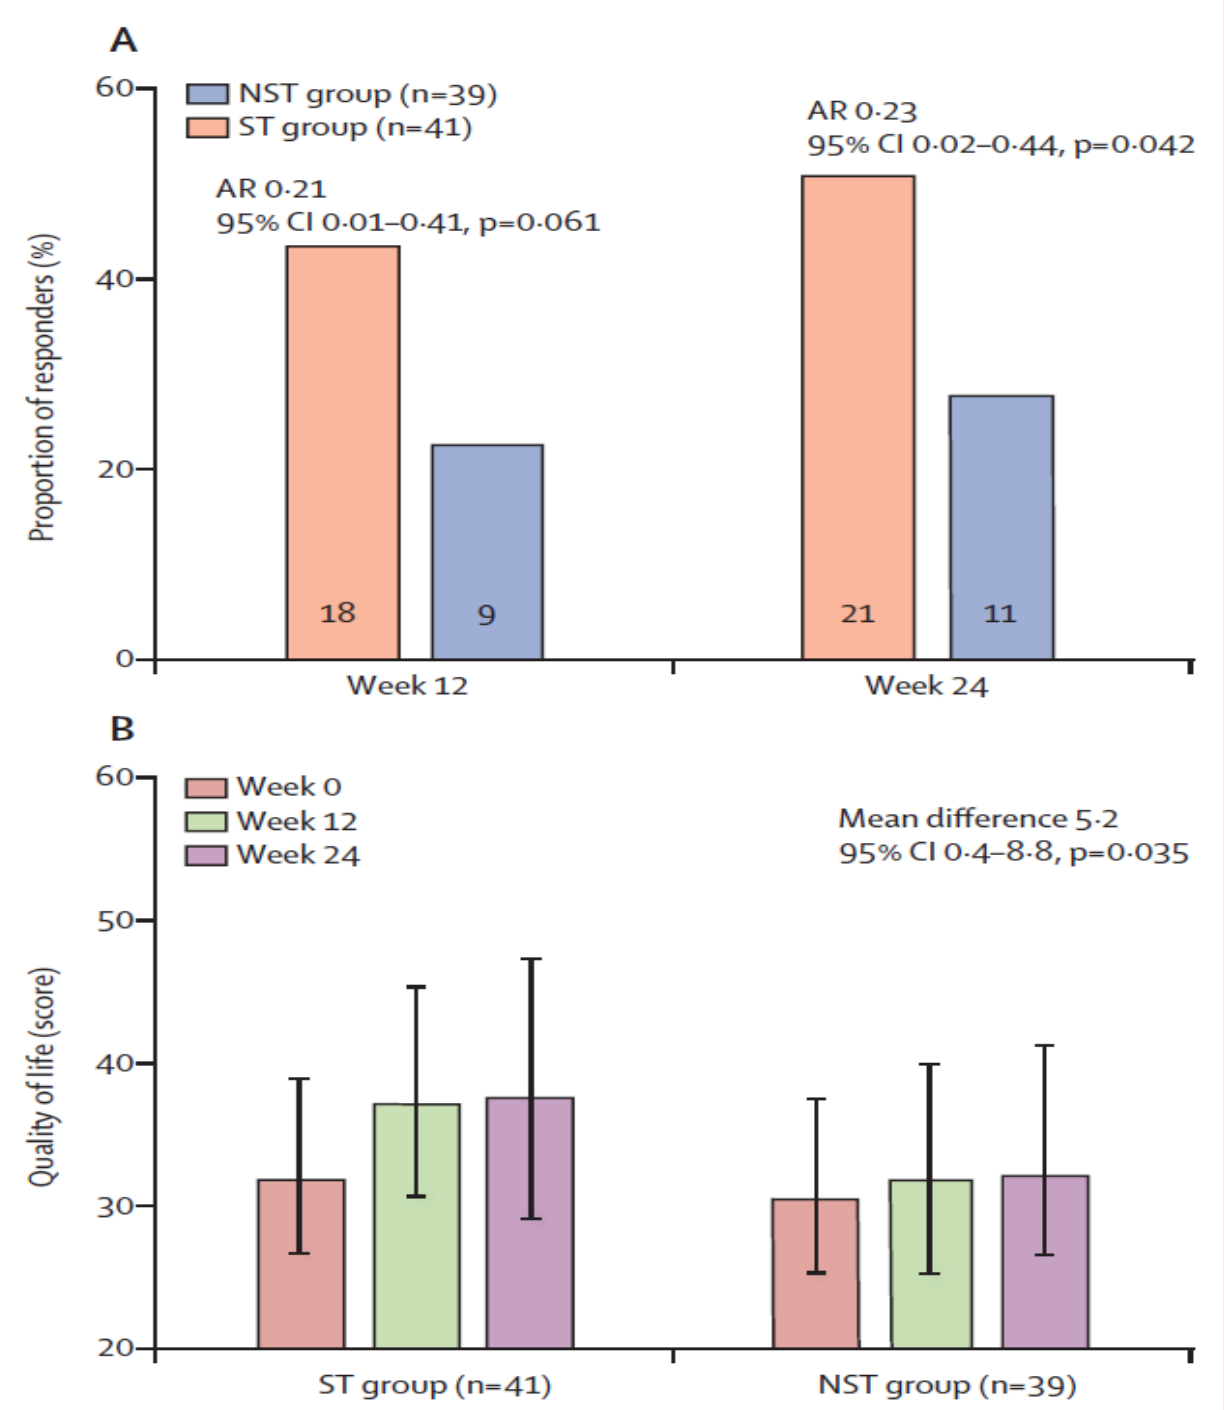 A
60
NST group (n=39)
ST group (n=41)
AR 0·23
95% CI 0·02–0·44, p=0·042
AR 0·21
95% CI 0·01–0·41, p=0·061
40
Proportion of responders (%)
20
18
9
21
11
0
Week 12
Week 24
B
60
Week 0
Week 12
Week 24
Mean difference 5·2
95% CI 0·4–8·8, p=0·035
50
Quality of life (score)
40
30
20
ST group (n=41)
NST group (n=39)